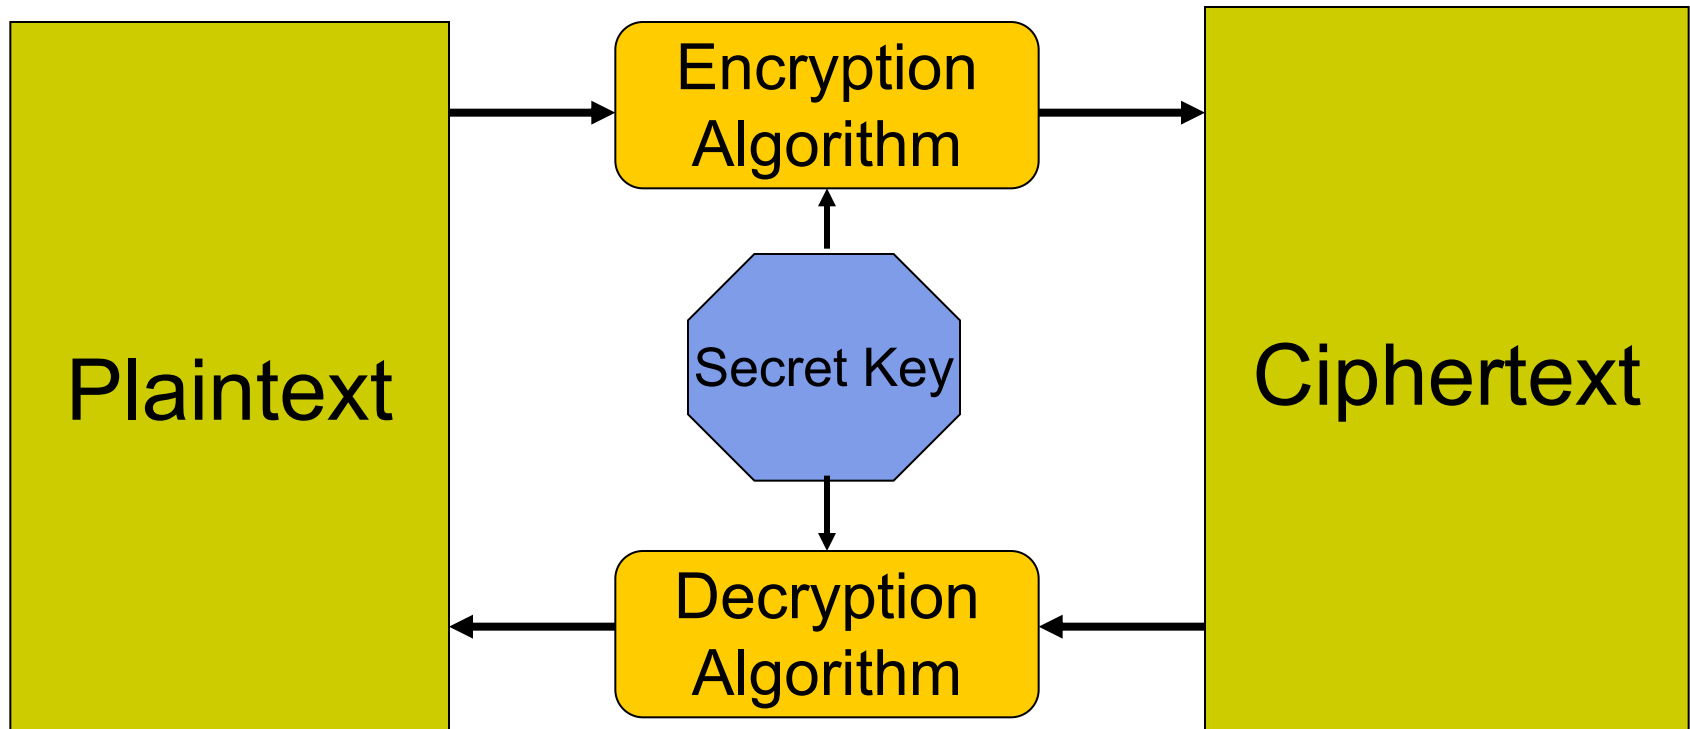 Encryption
Algorithm
Plaintext
Secret Key
Ciphertext
Decryption
Algorithm